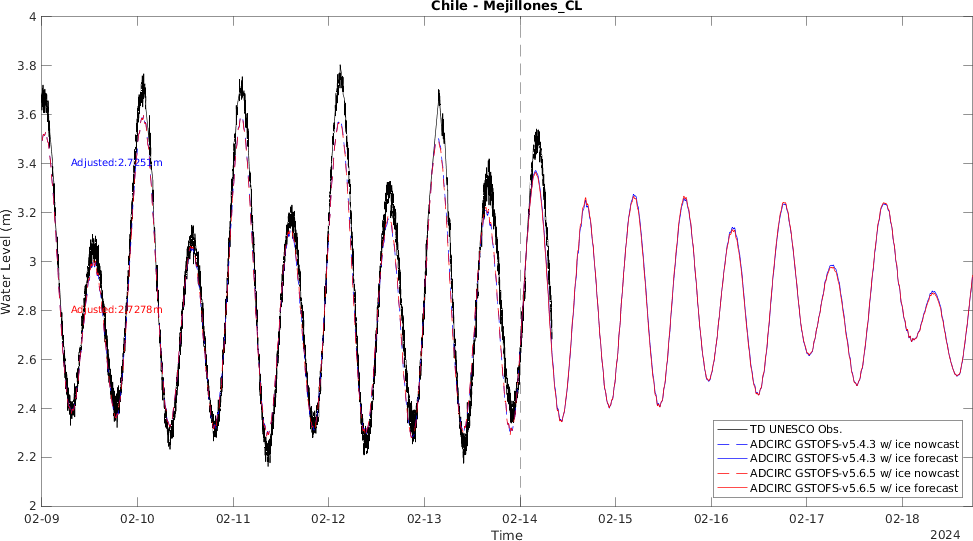 Chile - Mejillones_CL
4
3.8
3.6
3.4
3.2
3
2.8
2.6
2.4
2.2
2
Water Level (m)
Adjusted:2.7251m
Adjusted:2.7278m
TD UNESCO Obs.
ADCIRC GSTOFS-v5.4.3 w/ ice nowcast
ADCIRC GSTOFS-v5.4.3 w/ ice forecast
ADCIRC GSTOFS-v5.6.5 w/ ice nowcast
ADCIRC GSTOFS-v5.6.5 w/ ice forecast
02-09 02-10 02-11 02-12 02-13 02-14 02-15 02-16 02-17 02-18
Time
2024